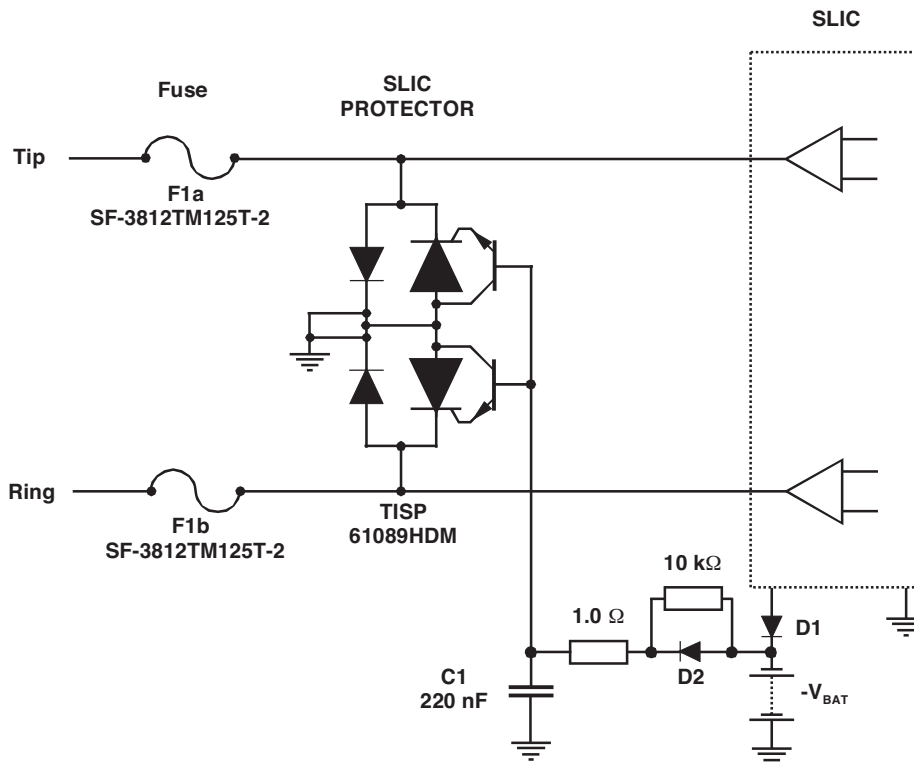 SLIC
Fuse
SLIC
PROTECTOR
Tip
F1a
SF-3812TM125T-2
Ring
F1b
SF-3812TM125T-2
TISP
61089HDM
10 kΩ
1.0 Ω
D1
D2
C1
220 nF
-VBAT